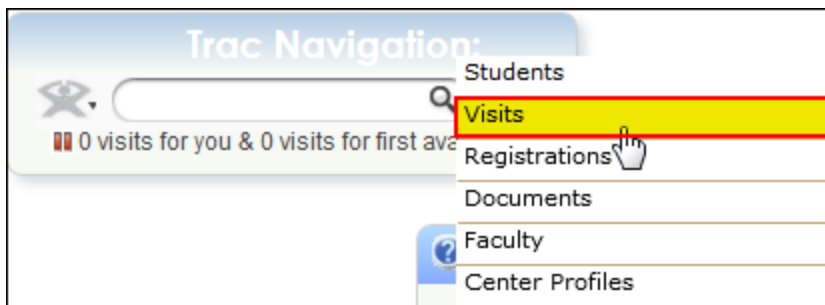 Trac Navigation:
Students
Visits
0 visits for you & 0 visits for first ava
Registrations
Documents
Faculty
Center Profiles